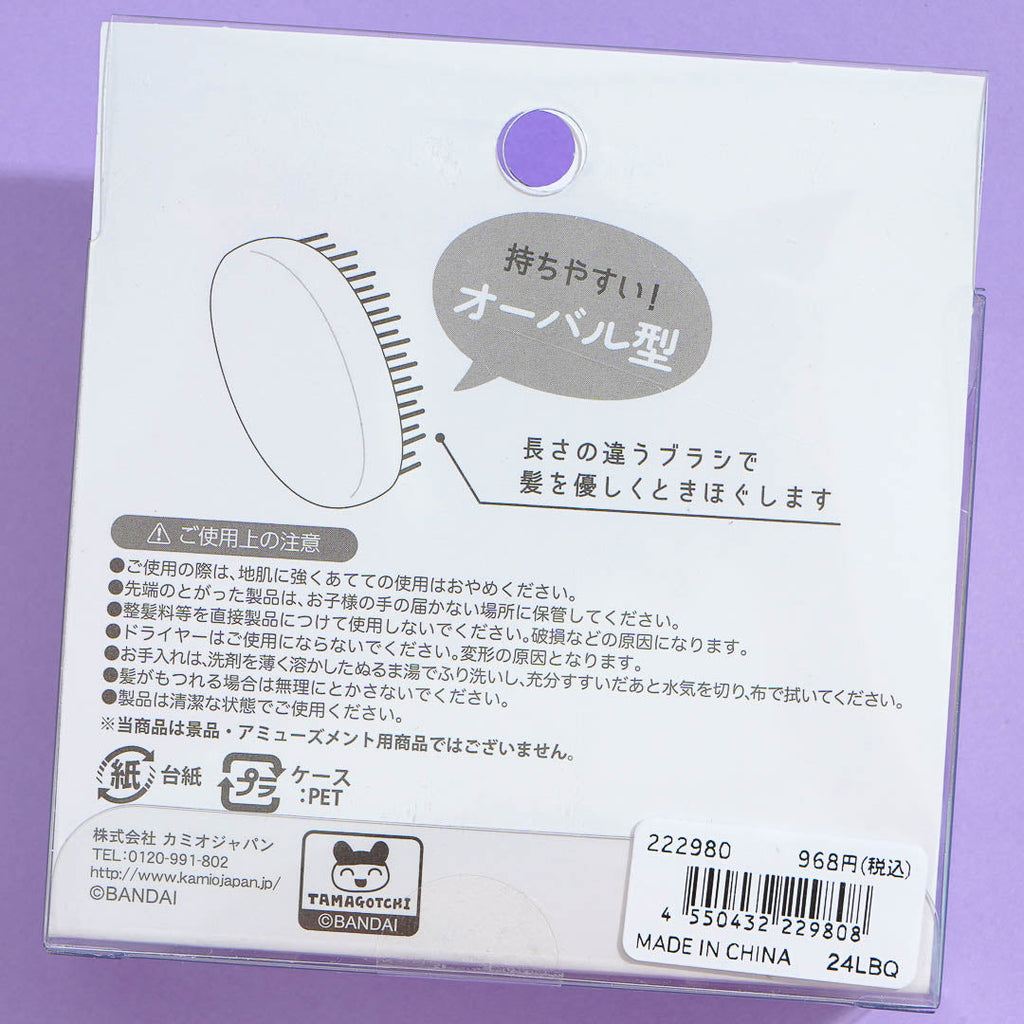 持ちやすい！
オーバル型
長さの違うブラシで
髪を優しくときほぐします
⚠ ご使用上の注意
●ご使用の際は、地肌に強くあてての使用はおやめください。
●先端のとがった製品は、お子様の手の届かない場所に保管してください。
●整髪料等を直接製品につけて使用しないでください。破損などの原因になります。
●ドライヤーはご使用にならないでください。変形の原因となります。
●お手入れは、洗剤を薄く溶かしたぬるま湯でふり洗いし、充分すすいだあと水気を切り、布で拭いてください。
●髪がもつれる場合は無理にとかさないでください。
●製品は清潔な状態でご使用ください。
※当商品は景品・アミューズメント用商品ではございません。
紙 台紙 プラ ケース
:PET
株式会社 カミオジャパン
TEL:0120-991-802
http://www.kamiojapan.jp/
©BANDAI
TAMAGOTCHI
©BANDAI
222980 968円(税込)
4 550432 229808
MADE IN CHINA 24LBQ